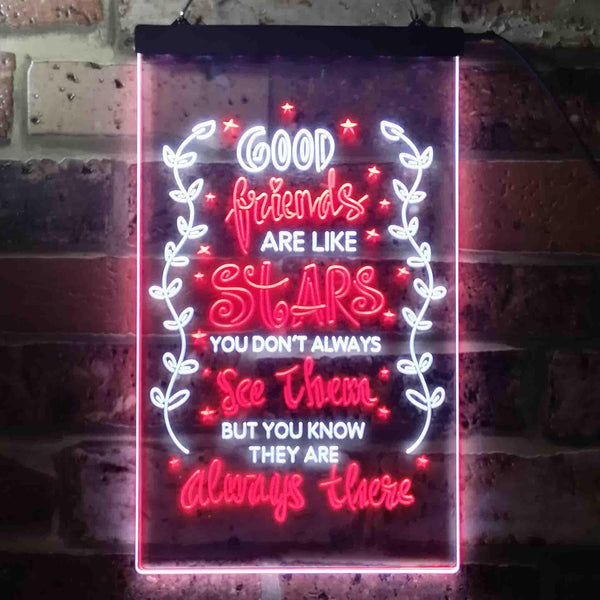 GOOD
friends
ARE LIKE
STARS
YOU DON'T ALWAYS
See Them
BUT YOU KNOW
THEY ARE
always there